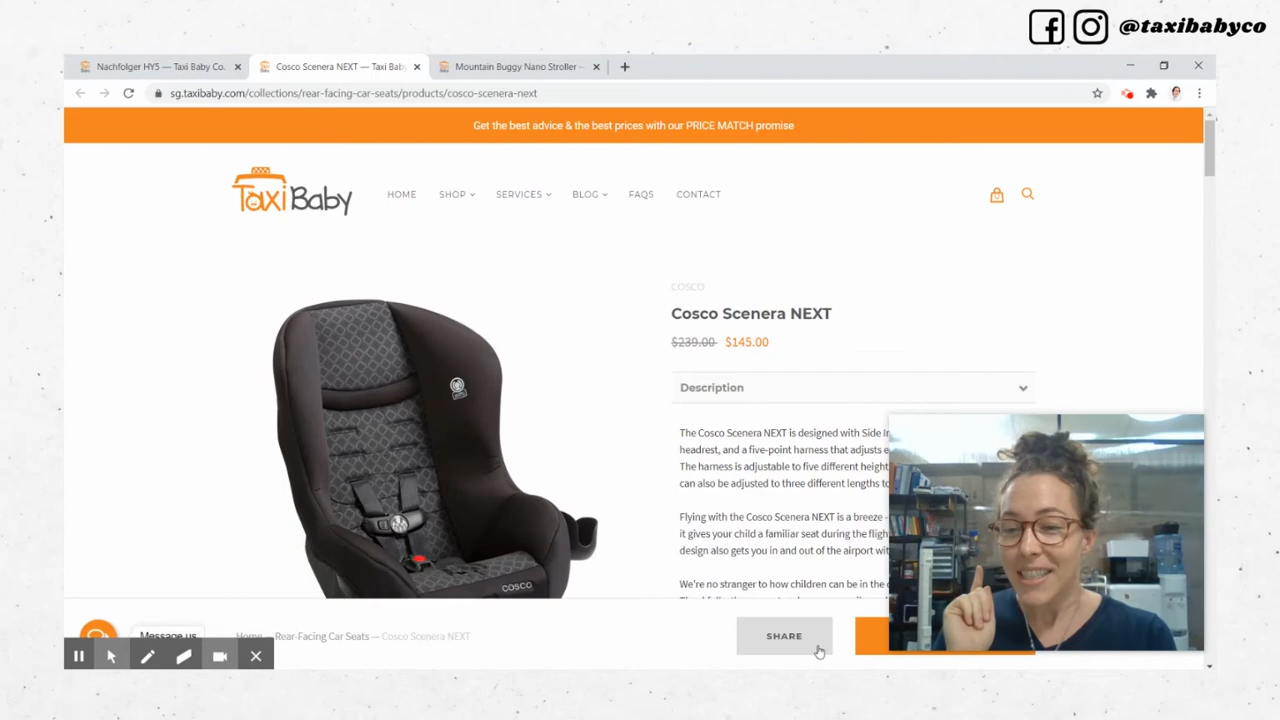 @taxibabyco
Nachfolger HY5 — Taxi Baby Co.
Cosco Scenera NEXT — Taxi Bab
Mountain Buggy Nano Stroller —
sg.taxibaby.com/collections/rear-facing-car-seats/products/cosco-scenera-next
Get the best advice & the best prices with our PRICE MATCH promise
Taxi Baby
HOME
SHOP
SERVICES
BLOG
FAQS
CONTACT
0
COSCO
Cosco Scenera NEXT
$239.00 $145.00
Description
The Cosco Scenera NEXT is designed with Side
headrest, and a five-point harness that adjusts
The harness is adjustable to five different height
can also be adjusted to three different lengths
Flying with the Cosco Scenera NEXT is a breeze -
it gives your child a familiar seat during the flight
design also gets you in and out of the airport
We're no stranger to how children can be in the
COSCO
Message us
Home — Rear-Facing Car Seats — Cosco Scenera NEXT
SHARE